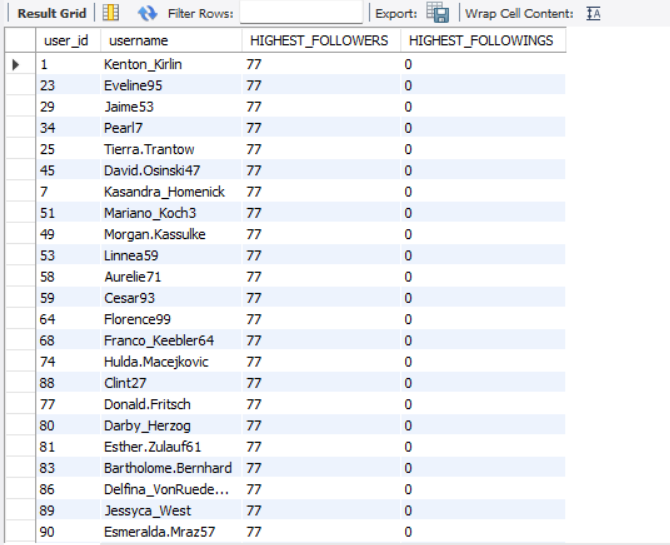 Result Grid Filter Rows: Export: Wrap Cell Content: IA
user_id username HIGHEST_FOLLOWERS HIGHEST_FOLLOWINGS
1 Kenton_Kirlin 77 0
23 Eveline95 77 0
29 Jaime53 77 0
34 Pearl7 77 0
25 Tierra.Trantow 77 0
45 David.Osinski47 77 0
7 Kasandra_Homenick 77 0
51 Mariano_Koch3 77 0
49 Morgan.Kassulke 77 0
53 Linnea59 77 0
58 Aurelie71 77 0
59 Cesar93 77 0
64 Florence99 77 0
68 Franco_Keebler64 77 0
74 Hulda.Macejkovic 77 0
88 Clint27 77 0
77 Donald.Fritsch 77 0
80 Darby_Herzog 77 0
81 Esther.Zulauf61 77 0
83 Bartholome.Bernhard 77 0
86 Delfina_VonRuede... 77 0
89 Jessyca_West 77 0
90 Esmeralda.Mraz57 77 0